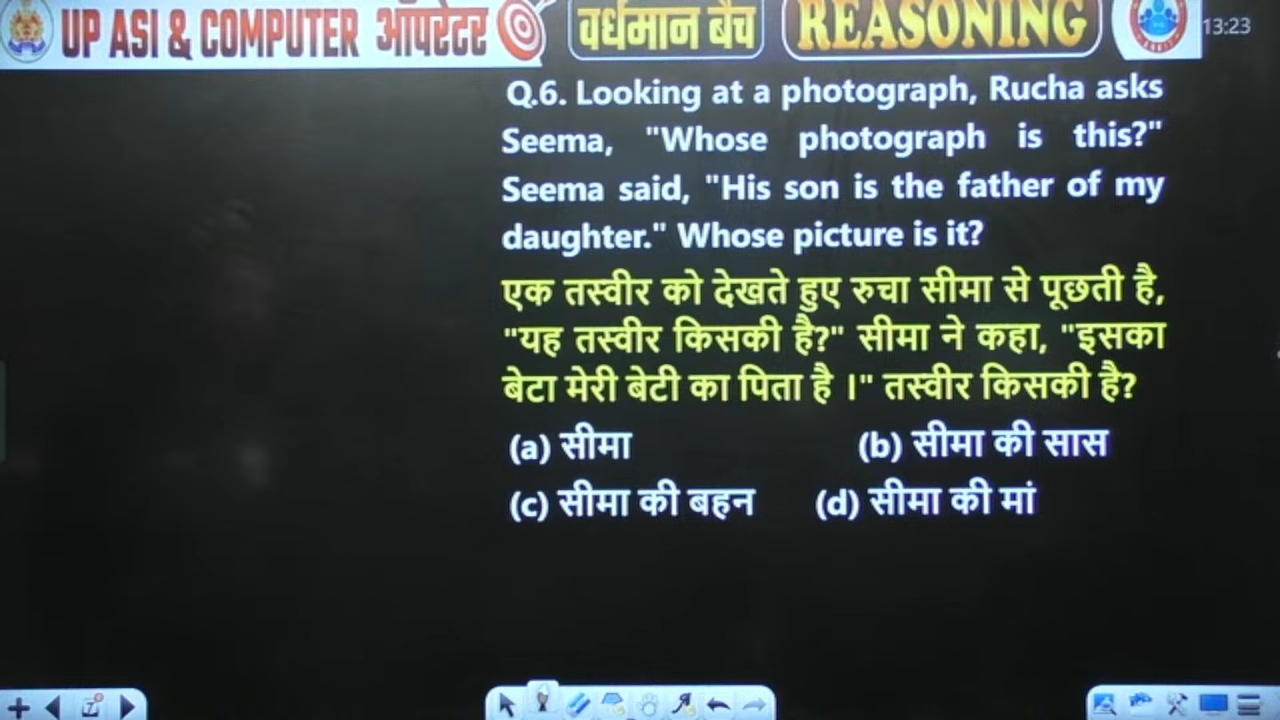 UP ASI & COMPUTER ऑपरेटर
वर्धमान बैच
REASONING
13:23
Q.6. Looking at a photograph, Rucha asks
Seema, "Whose photograph is this?"
Seema said, "His son is the father of my
daughter." Whose picture is it?
एक तस्वीर को देखते हुए रुचा सीमा से पूछती है,
"यह तस्वीर किसकी है?" सीमा ने कहा, "इसका
बेटा मेरी बेटी का पिता है ।" तस्वीर किसकी है?
(a) सीमा (b) सीमा की सास
(c) सीमा की बहन (d) सीमा की मां